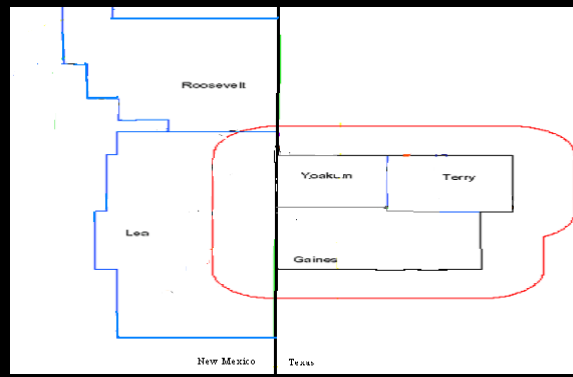 Roosevelt
Yoakum
Terry
Lea
Gaines
New Mexico
Texas